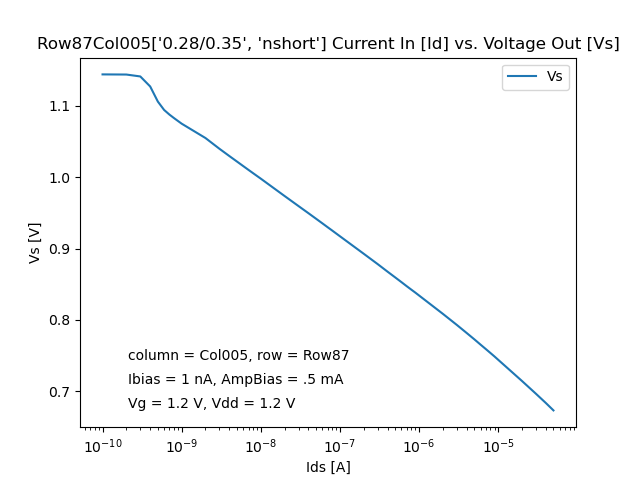 Row87Col005['0.28/0.35', 'nshort'] Current In [Id] vs. Voltage Out [Vs]
Vs
1.1
1.0
0.9
0.8
0.7
Vs [V]
column = Col005, row = Row87
Ibias = 1 nA, AmpBias = .5 mA
Vg = 1.2 V, Vdd = 1.2 V
10⁻¹⁰ 10⁻⁹ 10⁻⁸ 10⁻⁷ 10⁻⁶ 10⁻⁵
Ids [A]